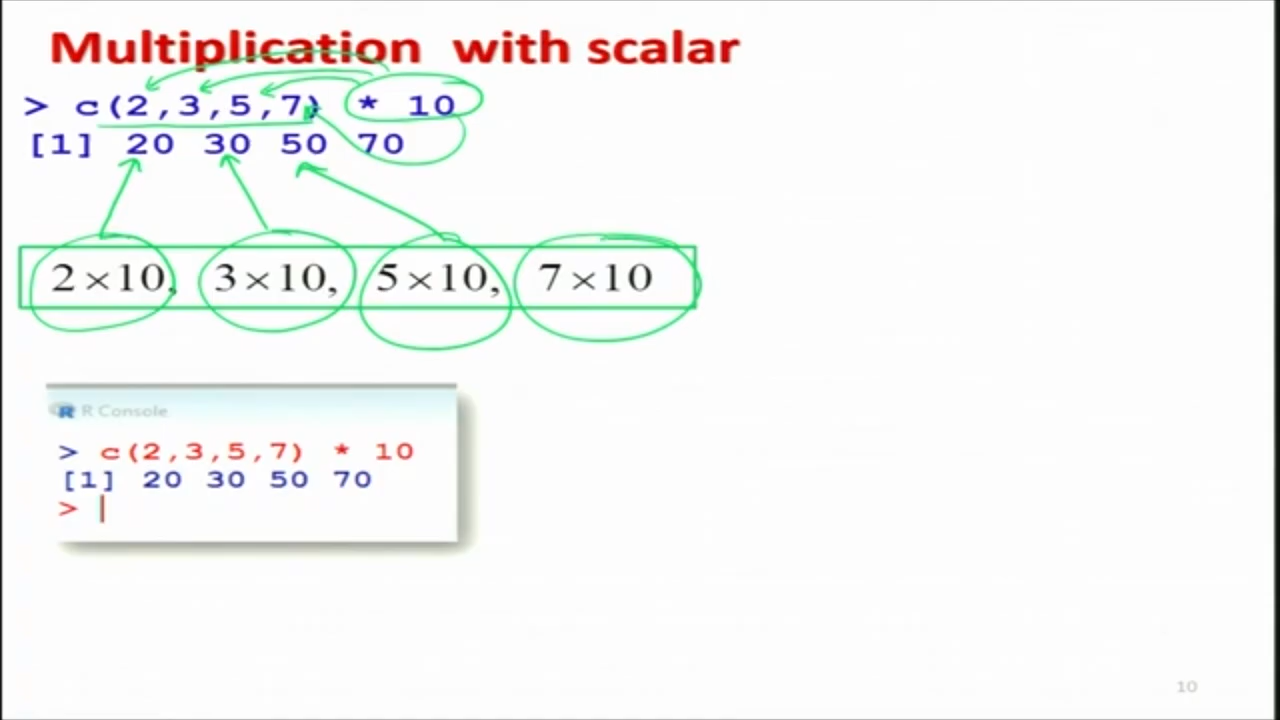 Multiplication with scalar
> c(2,3,5,7) * 10
[1] 20 30 50 70
2×10, 3×10, 5×10, 7×10
R R Console
> c(2,3,5,7) * 10
[1] 20 30 50 70
>
10